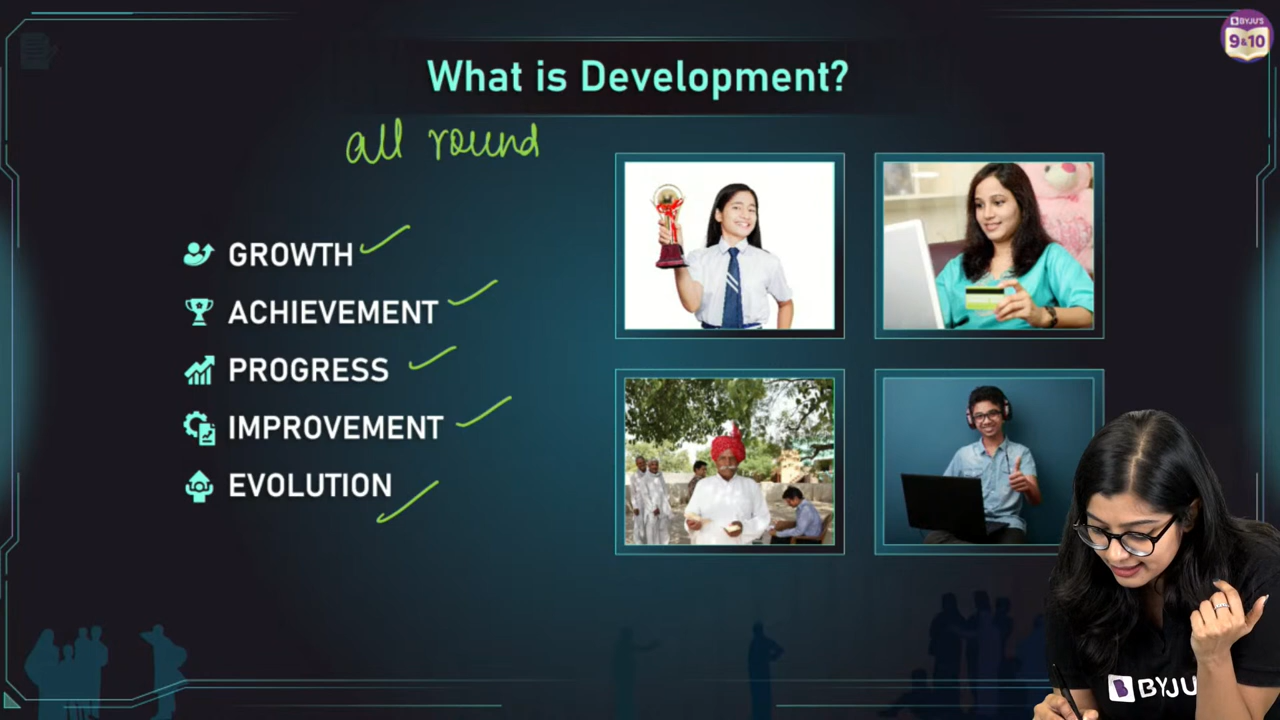 BYJU'S
9&10
What is Development?
all round
GROWTH
ACHIEVEMENT
PROGRESS
IMPROVEMENT
EVOLUTION
BYJU